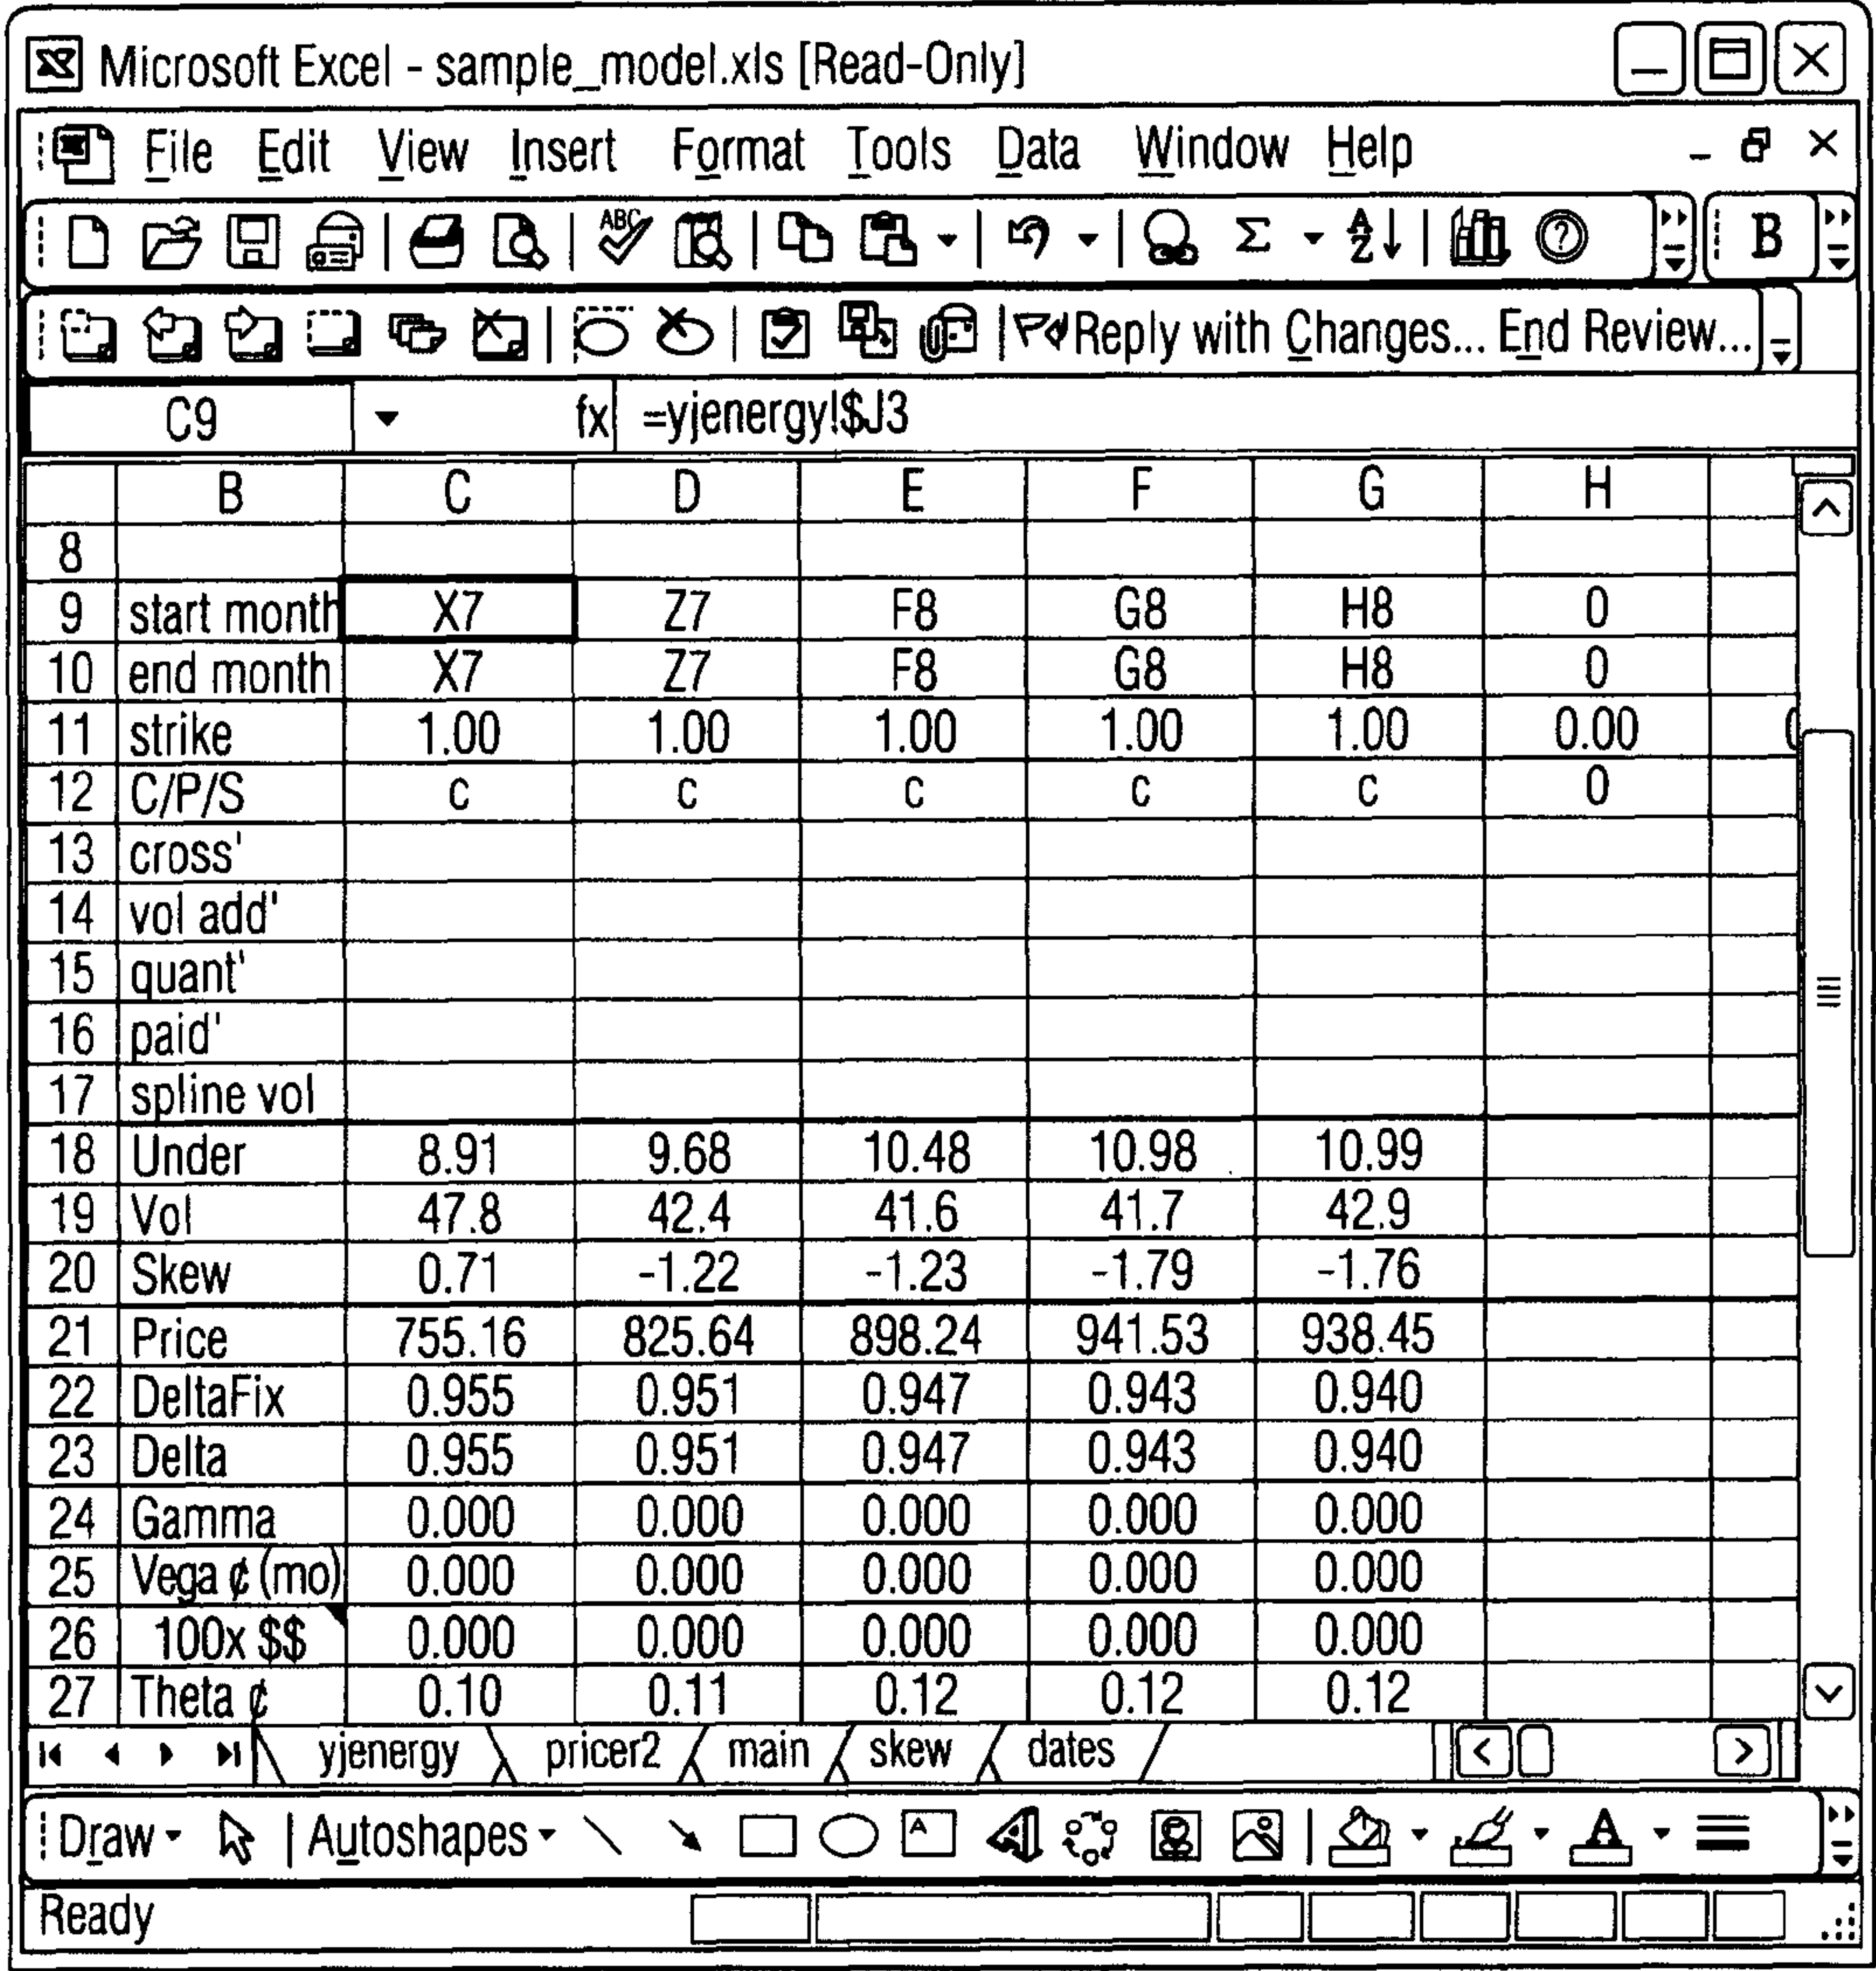 Microsoft Excel - sample_model.xls [Read-Only]
File Edit View Insert Format Tools Data Window Help
ABC Σ A Z ? B
Reply with Changes... End Review...
C9 fx =yjenergy!$J3
B C D E F G H
8
9 start month X7 Z7 F8 G8 H8 0
10 end month X7 Z7 F8 G8 H8 0
11 strike 1.00 1.00 1.00 1.00 1.00 0.00
12 C/P/S c c c c c 0
13 cross'
14 vol add'
15 quant'
16 paid'
17 spline vol
18 Under 8.91 9.68 10.48 10.98 10.99
19 Vol 47.8 42.4 41.6 41.7 42.9
20 Skew 0.71 -1.22 -1.23 -1.79 -1.76
21 Price 755.16 825.64 898.24 941.53 938.45
22 DeltaFix 0.955 0.951 0.947 0.943 0.940
23 Delta 0.955 0.951 0.947 0.943 0.940
24 Gamma 0.000 0.000 0.000 0.000 0.000
25 Vega ¢ (mo) 0.000 0.000 0.000 0.000 0.000
26 100x $$ 0.000 0.000 0.000 0.000 0.000
27 Theta ¢ 0.10 0.11 0.12 0.12 0.12
yjenergy pricer2 main skew dates
Draw Autoshapes A A A
Ready